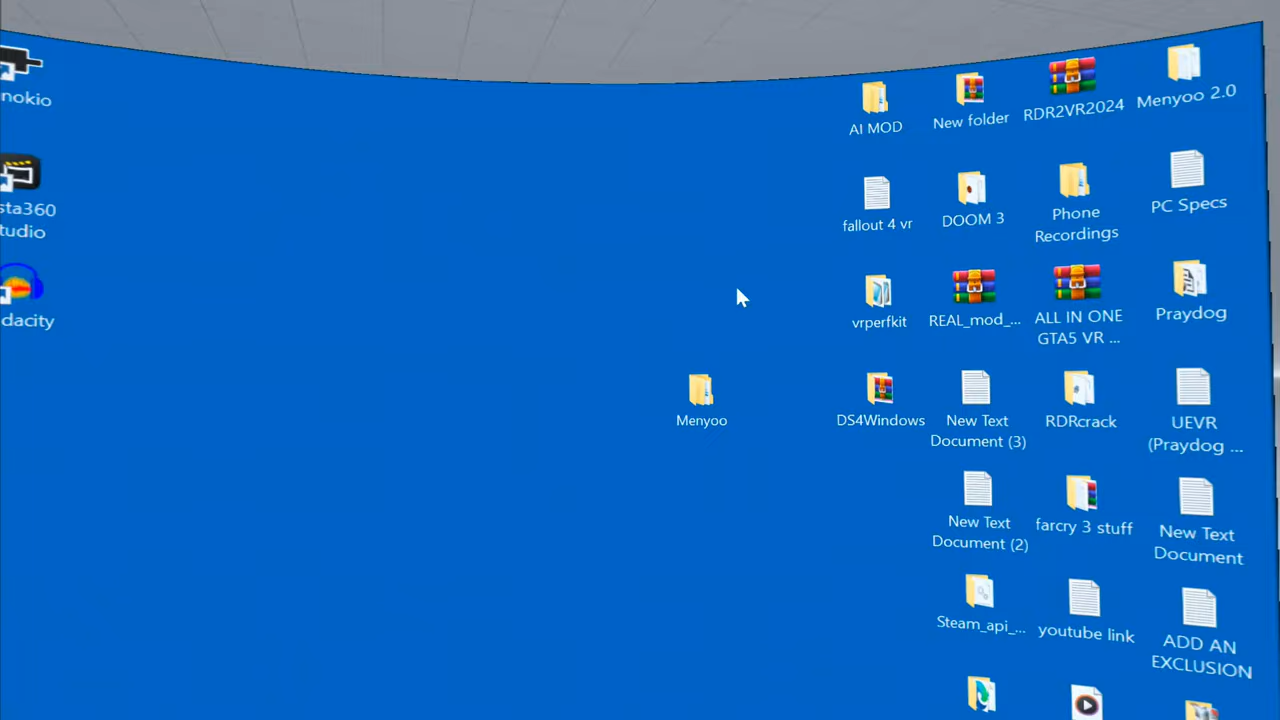 nokio
sta360
tudio
dacity
AI MOD
New folder
RDR2VR2024
Menyoo 2.0
fallout 4 vr
DOOM 3
Phone
Recordings
PC Specs
vrperfkit
REAL_mod_...
ALL IN ONE
GTA5 VR ...
Praydog
Menyoo
DS4Windows
New Text
Document (3)
RDRcrack
UEVR
(Praydog ...
New Text
Document (2)
farcry 3 stuff
New Text
Document
Steam_api_...
youtube link
ADD AN
EXCLUSION